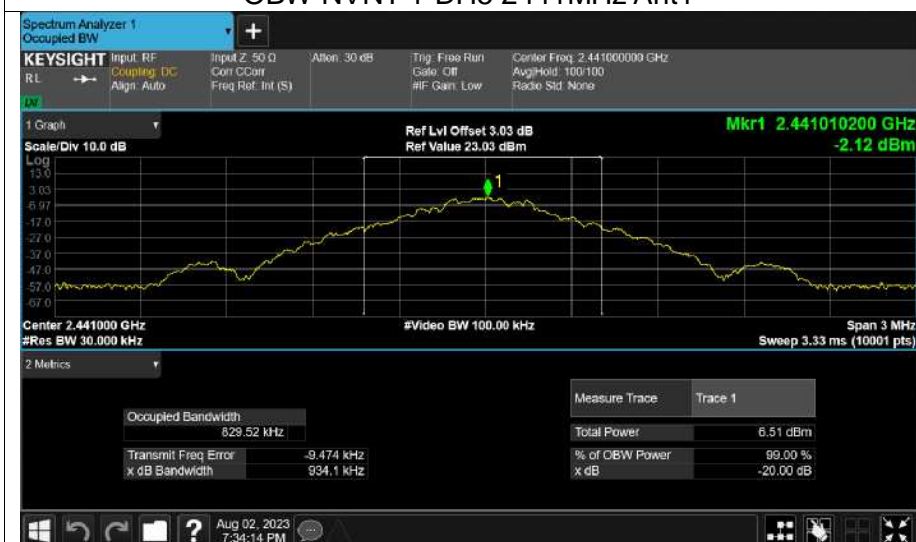 Spectrum Analyzer 1
Occupied BW
+
KEYSIGHT Input: RF Input Z: 50 Ω Atten: 30 dB Trig: Free Run Center Freq: 2.441000000 GHz
RL Coupling: DC Corr CCorr Gate: Off Avg|Hold: 100/100
Align: Auto Freq Ref: Int (S) #IF Gain: Low Radio Std: None
1 Graph Ref Lvl Offset 3.03 dB Mkr1 2.441010200 GHz
Scale/Div 10.0 dB Ref Value 23.03 dBm -2.12 dBm
Log
13.0
3.03
1
-6.97
-17.0
-27.0
-37.0
-47.0
-57.0
-67.0
Center 2.441000 GHz #Video BW 100.00 kHz Span 3 MHz
#Res BW 30.000 kHz Sweep 3.33 ms (10001 pts)
2 Metrics
Measure Trace Trace 1
Occupied Bandwidth
829.52 kHz Total Power 6.51 dBm
Transmit Freq Error -9.474 kHz % of OBW Power 99.00 %
x dB Bandwidth 934.1 kHz x dB -20.00 dB
? Aug 02, 2023
7:34:14 PM